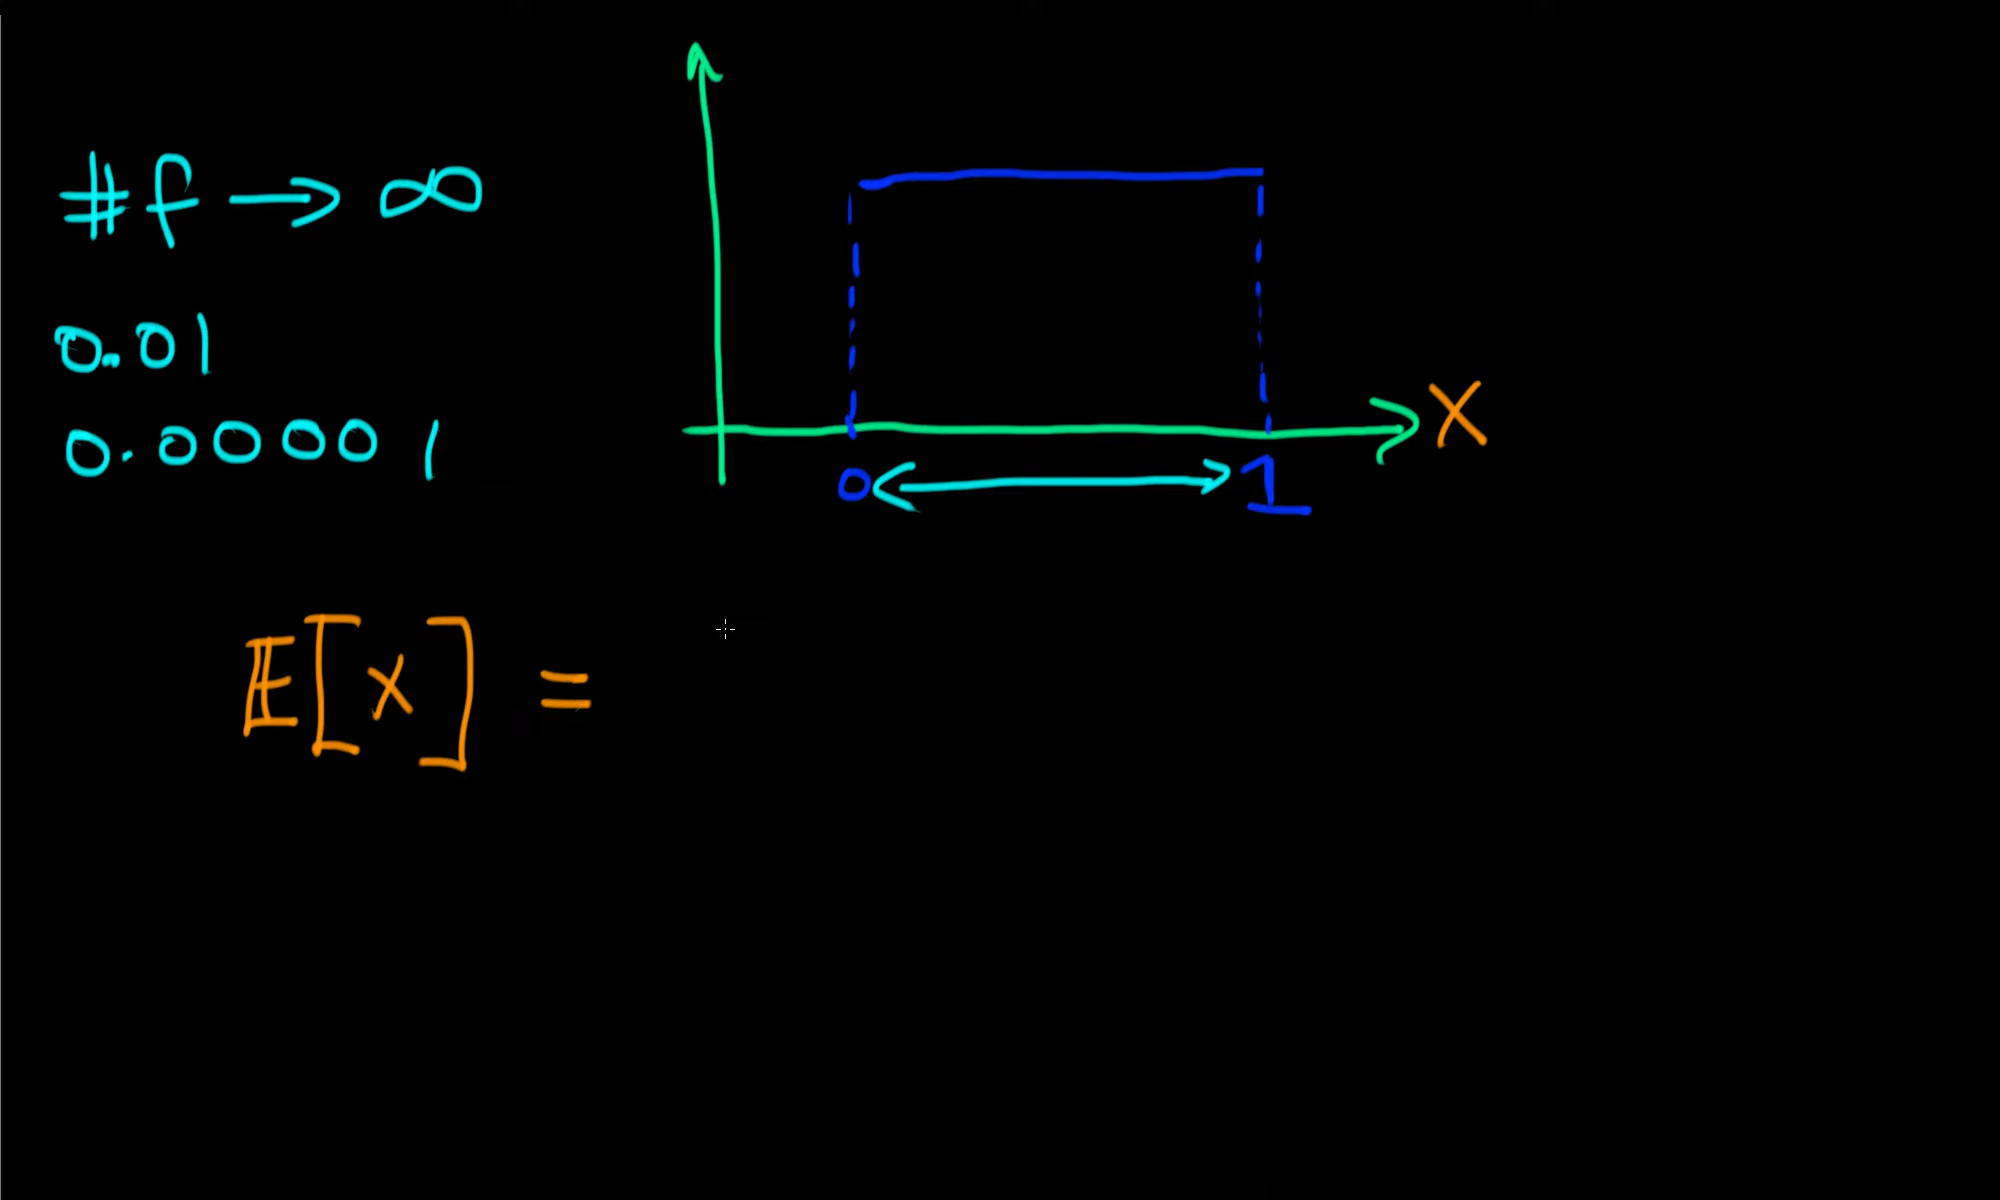 #f → ∞
0.01
0.00001
X
0 1
𝔼[x] =